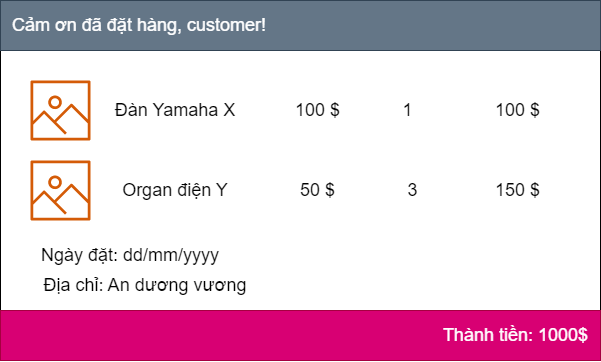 Cảm ơn đã đặt hàng, customer!
Đàn Yamaha X 100 $ 1 100 $
Organ điện Y 50 $ 3 150 $
Ngày đặt: dd/mm/yyyy
Địa chỉ: An dương vương
Thành tiền: 1000$